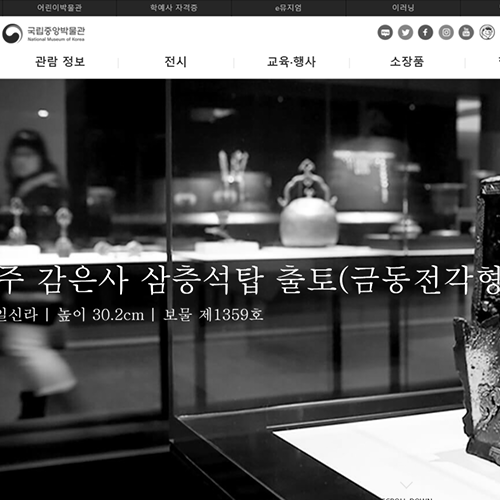 어린이박물관 학예사 자격증 e뮤지엄 이러닝
국립중앙박물관
National Museum of Korea
관람 정보 전시 교육·행사 소장품
주 감은사 삼층석탑 출토(금동전각형
일신라 | 높이 30.2cm | 보물 제1359호